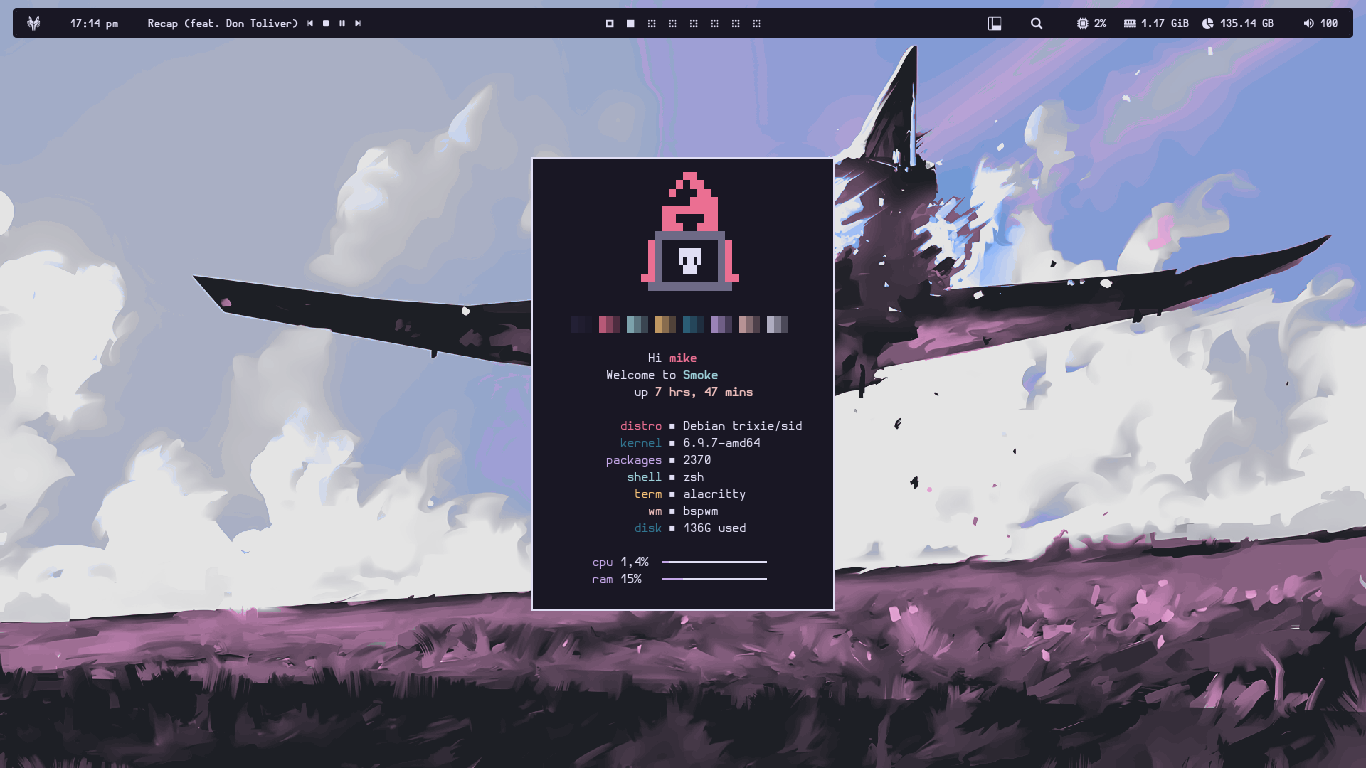 17:14 pm Recap (feat. Don Toliver) 2% 1.17 GiB 135.14 GB 100
Hi mike
Welcome to Smoke
up 7 hrs, 47 mins
distro ▪ Debian trixie/sid
kernel ▪ 6.9.7-amd64
packages ▪ 2370
shell ▪ zsh
term ▪ alacritty
wm ▪ bspwm
disk ▪ 136G used
cpu 1,4%
ram 15%